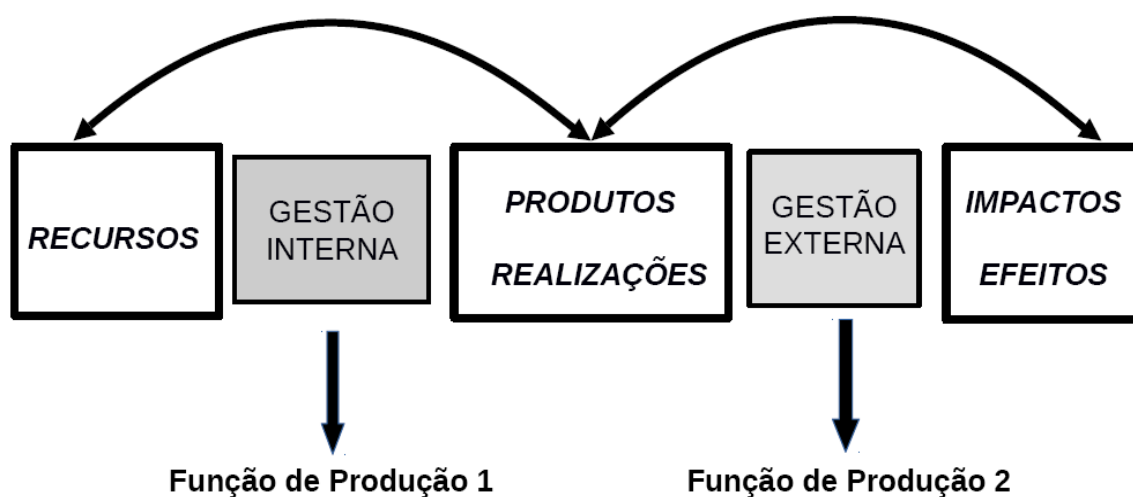 RECURSOS
GESTÃO
INTERNA
PRODUTOS
REALIZAÇÕES
GESTÃO
EXTERNA
IMPACTOS
EFEITOS
Função de Produção 1
Função de Produção 2